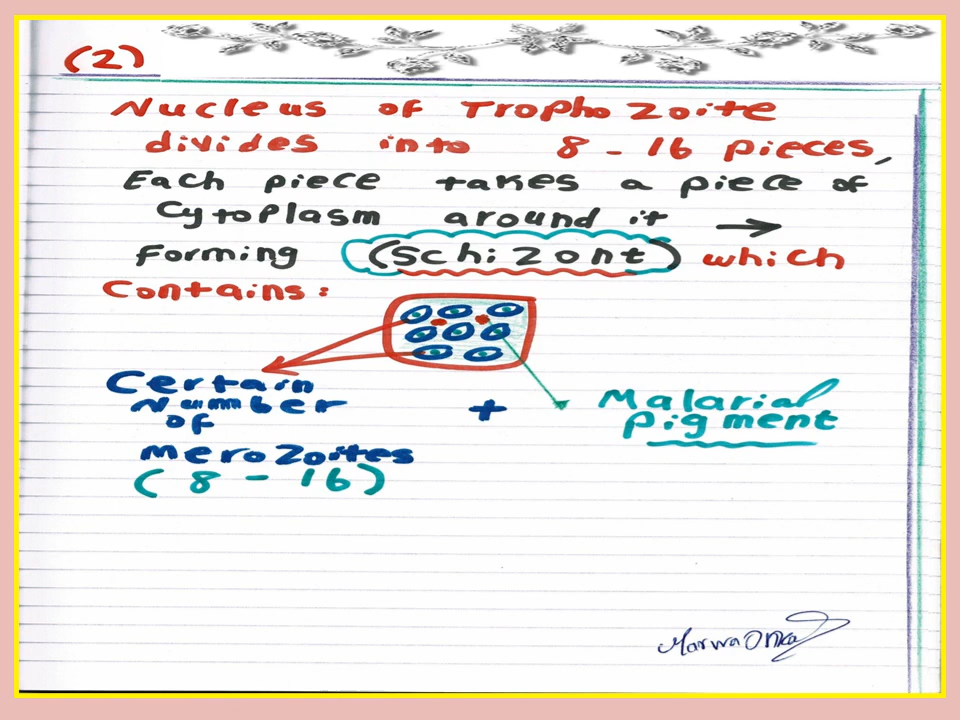 (2)
Nucleus of Trophozoite
divides into 8 - 16 pieces,
Each piece takes a piece of
Cytoplasm around it →
Forming (Schizont) which
Contains:
Certain
Number
of
Merozoites
(8 - 16)
+
Malarial
pigment
Marwa